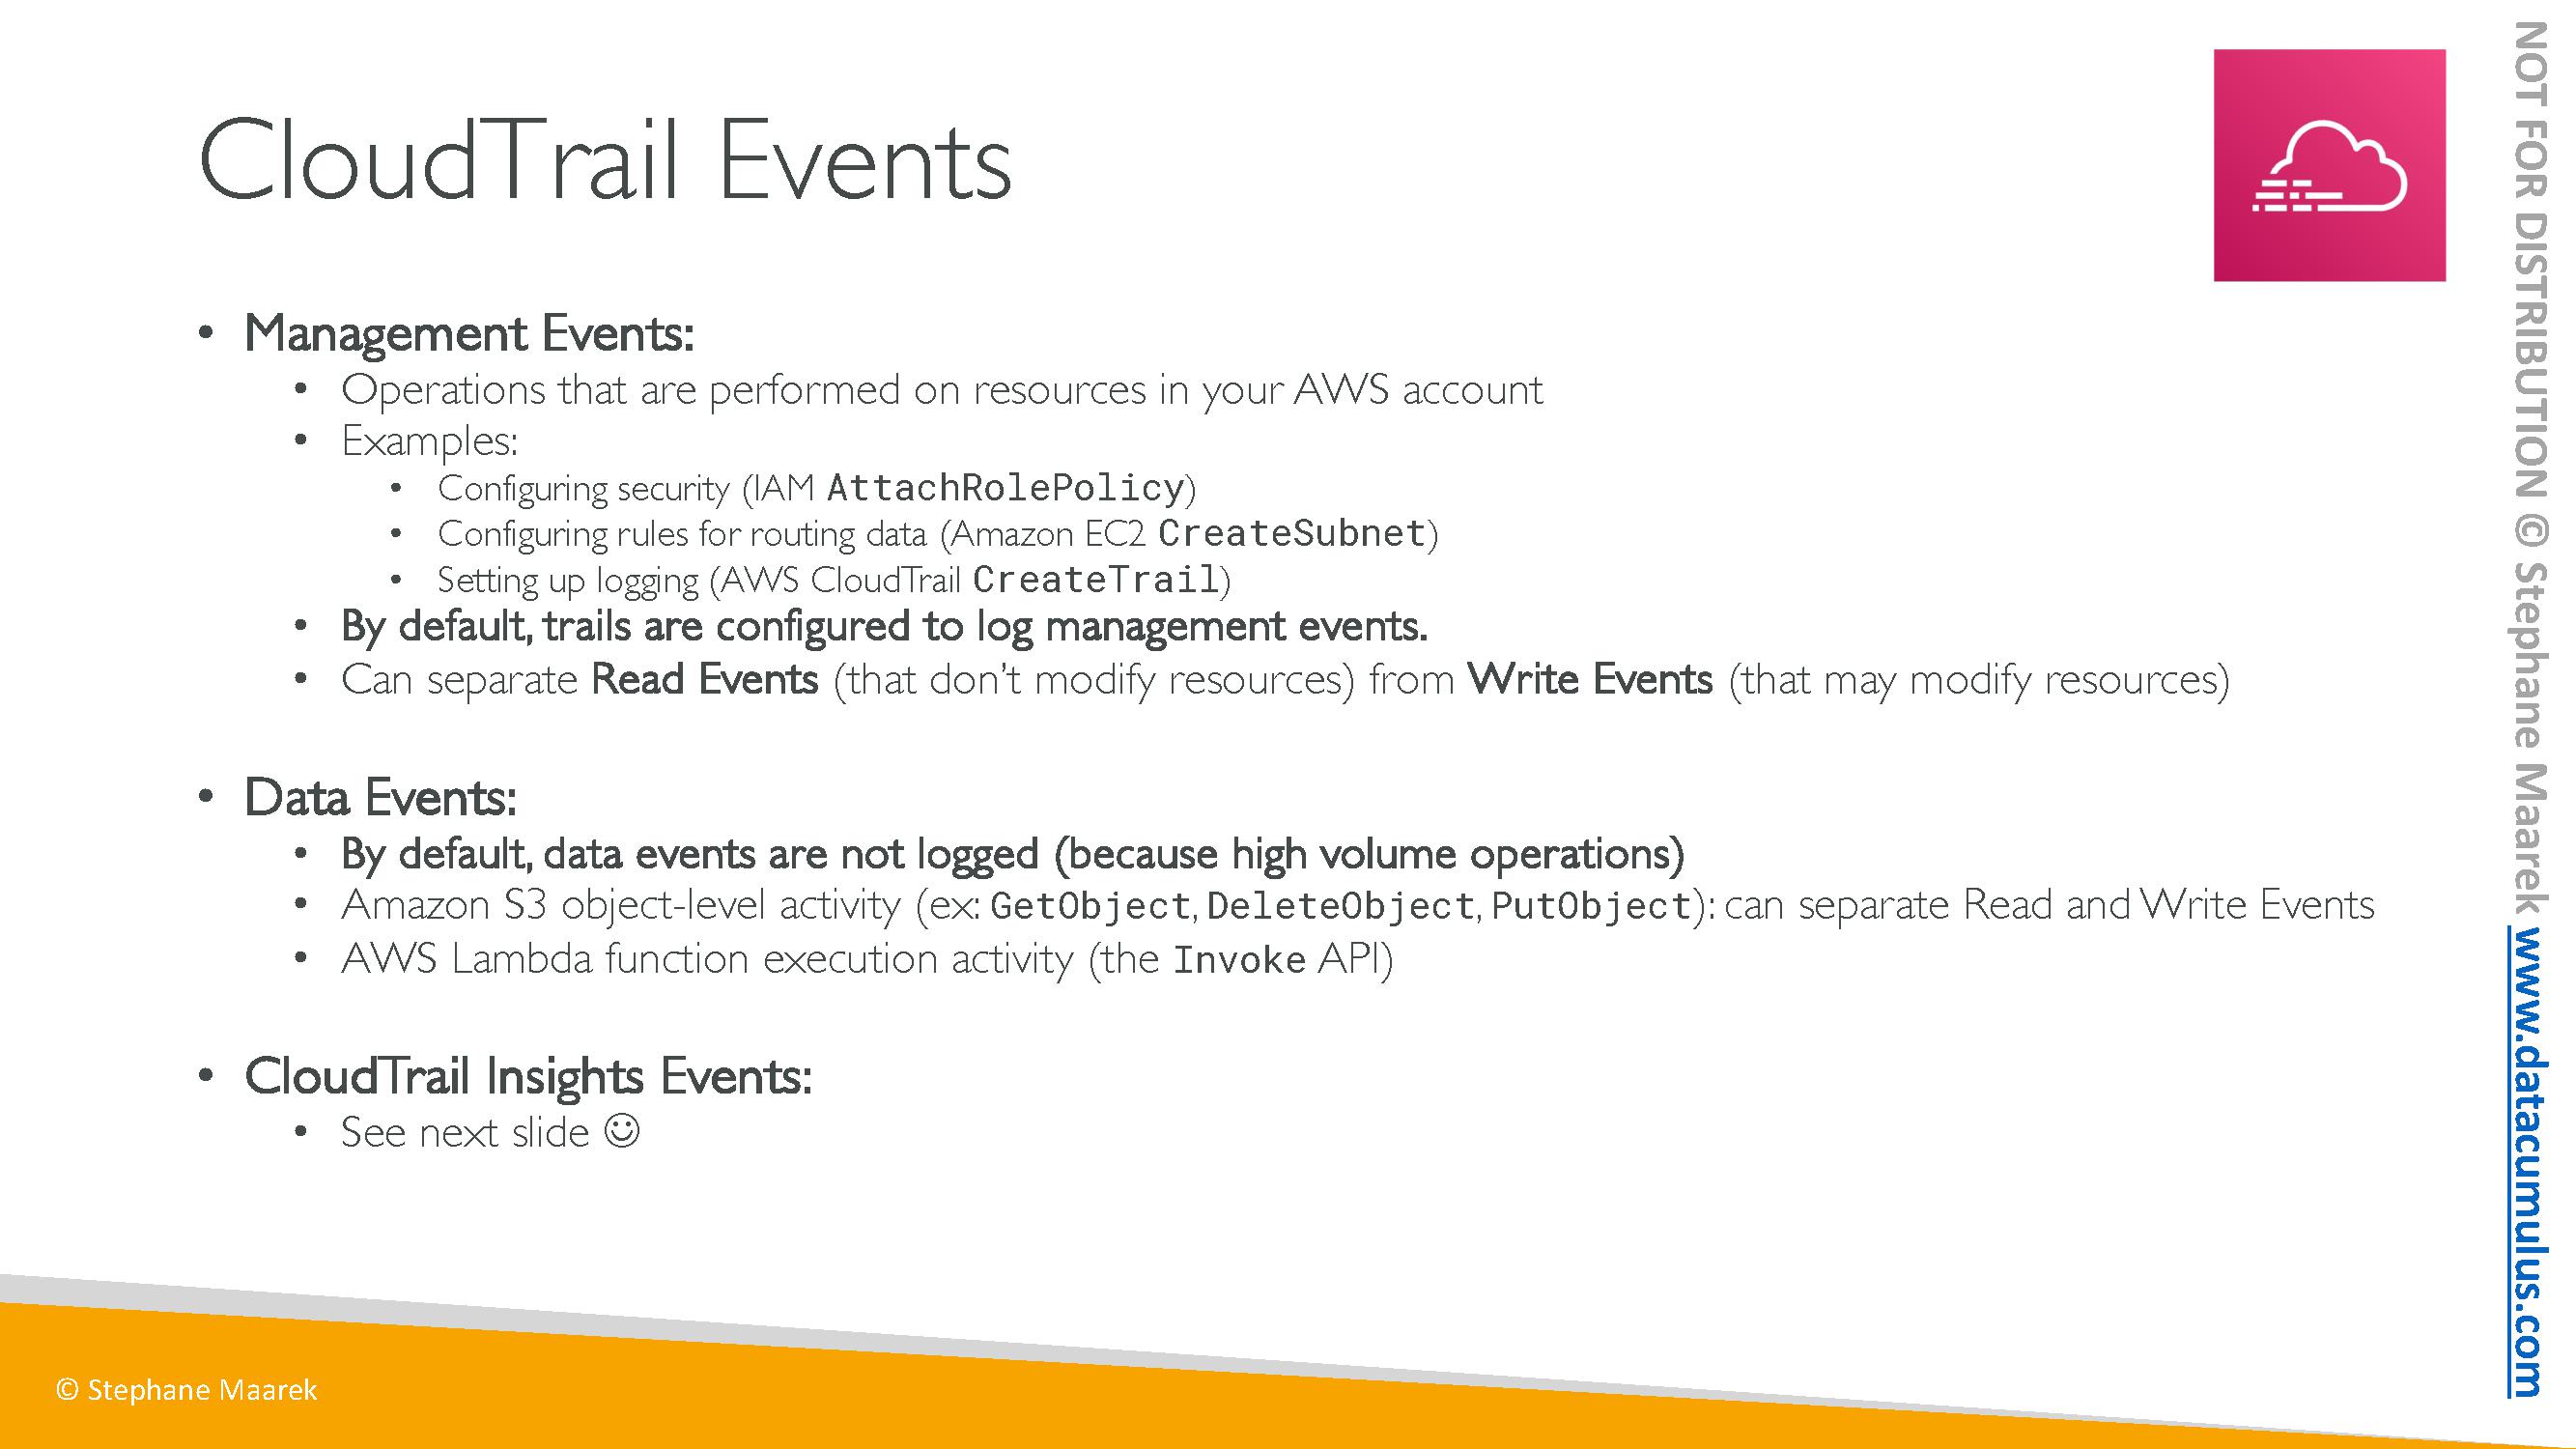 CloudTrail Events
• Management Events:
• Operations that are performed on resources in your AWS account
• Examples:
• Configuring security (IAM AttachRolePolicy)
• Configuring rules for routing data (Amazon EC2 CreateSubnet)
• Setting up logging (AWS CloudTrail CreateTrail)
• By default, trails are configured to log management events.
• Can separate Read Events (that don’t modify resources) from Write Events (that may modify resources)
• Data Events:
• By default, data events are not logged (because high volume operations)
• Amazon S3 object-level activity (ex: GetObject, DeleteObject, PutObject): can separate Read and Write Events
• AWS Lambda function execution activity (the Invoke API)
• CloudTrail Insights Events:
• See next slide ☺
© Stephane Maarek
NOT FOR DISTRIBUTION © Stephane Maarek www.datacumulus.com